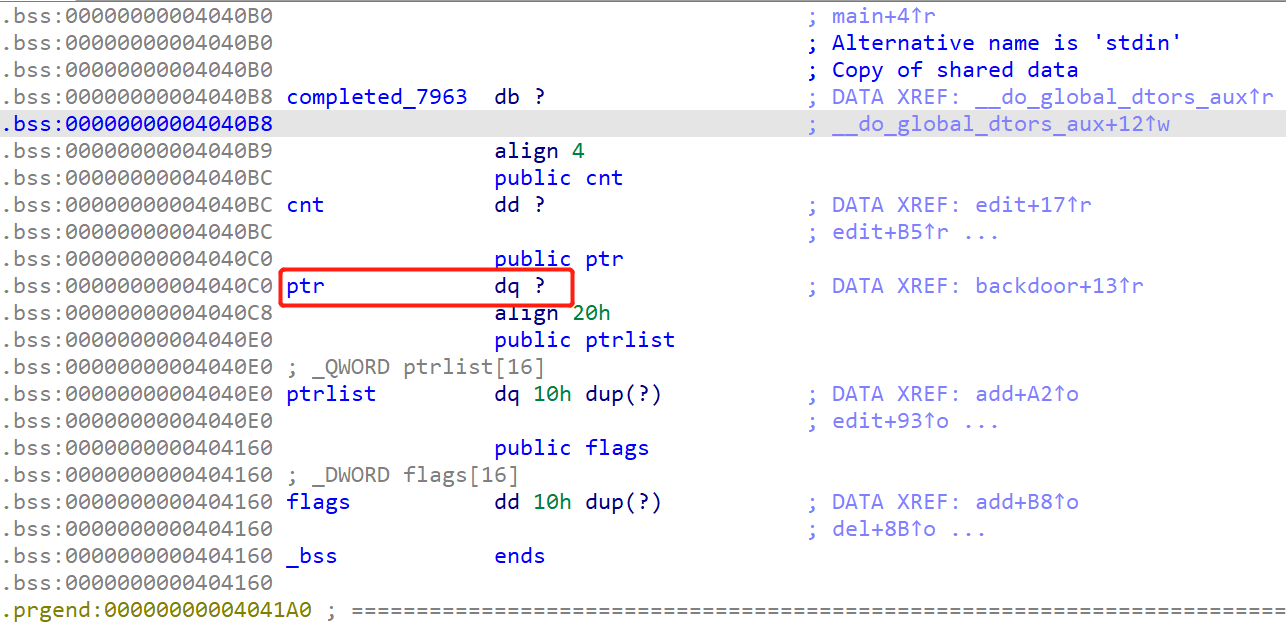 .bss:00000000004040B0 ; main+4↑r
.bss:00000000004040B0 ; Alternative name is 'stdin'
.bss:00000000004040B0 ; Copy of shared data
.bss:00000000004040B8 completed_7963 db ? ; DATA XREF: __do_global_dtors_aux↑r
.bss:00000000004040B8 ; __do_global_dtors_aux+12↑w
.bss:00000000004040B9 align 4
.bss:00000000004040BC public cnt
.bss:00000000004040BC cnt dd ? ; DATA XREF: edit+17↑r
.bss:00000000004040BC ; edit+B5↑r ...
.bss:00000000004040C0 public ptr
.bss:00000000004040C0 ptr dq ? ; DATA XREF: backdoor+13↑r
.bss:00000000004040C8 align 20h
.bss:00000000004040E0 public ptrlist
.bss:00000000004040E0 ; _QWORD ptrlist[16]
.bss:00000000004040E0 ptrlist dq 10h dup(?) ; DATA XREF: add+A2↑o
.bss:00000000004040E0 ; edit+93↑o ...
.bss:0000000000404160 public flags
.bss:0000000000404160 ; _DWORD flags[16]
.bss:0000000000404160 flags dd 10h dup(?) ; DATA XREF: add+B8↑o
.bss:0000000000404160 ; del+8B↑o ...
.bss:0000000000404160 _bss ends
.bss:0000000000404160
.prgend:00000000004041A0 ; ===========================================================================